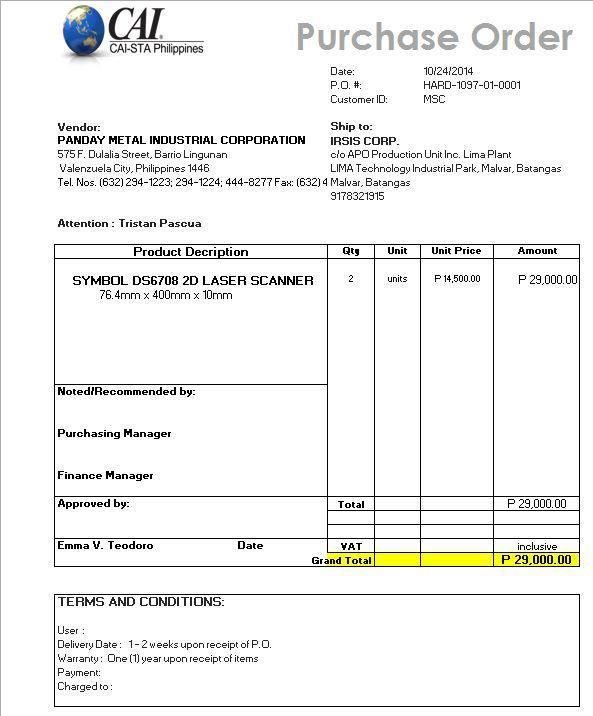 CAI.
CAI-STA Philippines
Purchase Order
Date: 10/24/2014
P.O. #: HARD-1097-01-0001
Customer ID: MSC
Vendor:
PANDAY METAL INDUSTRIAL CORPORATION
575 F. Dulalia Street, Barrio Lingunan
Valenzuela City, Philippines 1446
Tel. Nos. (632) 294-1223; 294-1224; 444-8277 Fax: (632) 4
Ship to:
IRSIS CORP.
c/o APO Production Unit Inc. Lima Plant
LIMA Technology Industrial Park, Malvar, Batangas
Malvar, Batangas
9178321915
Attention : Tristan Pascua
Product Decription Qty Unit Unit Price Amount
SYMBOL DS6708 2D LASER SCANNER 2 units P 14,500.00 P 29,000.00
76.4mm x 400mm x 10mm
Noted/Recommended by:
Purchasing Manager
Finance Manager
Approved by: Total P 29,000.00
Emma V. Teodoro Date VAT inclusive
Grand Total P 29,000.00
TERMS AND CONDITIONS:
User :
Delivery Date : 1 - 2 weeks upon receipt of P.O.
Warranty : One (1) year upon receipt of items
Payment:
Charged to :